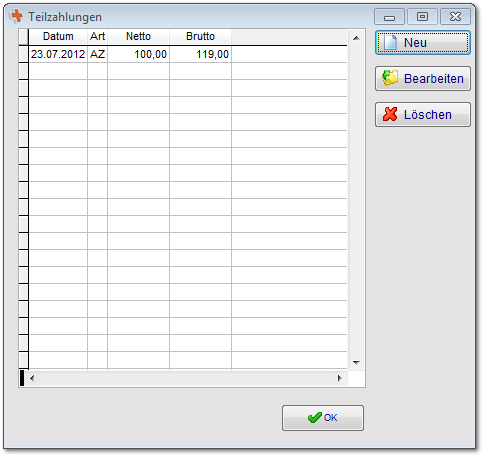 Teilzahlungen
Datum Art Netto Brutto
23.07.2012 AZ 100,00 119,00
Neu
Bearbeiten
Löschen
OK